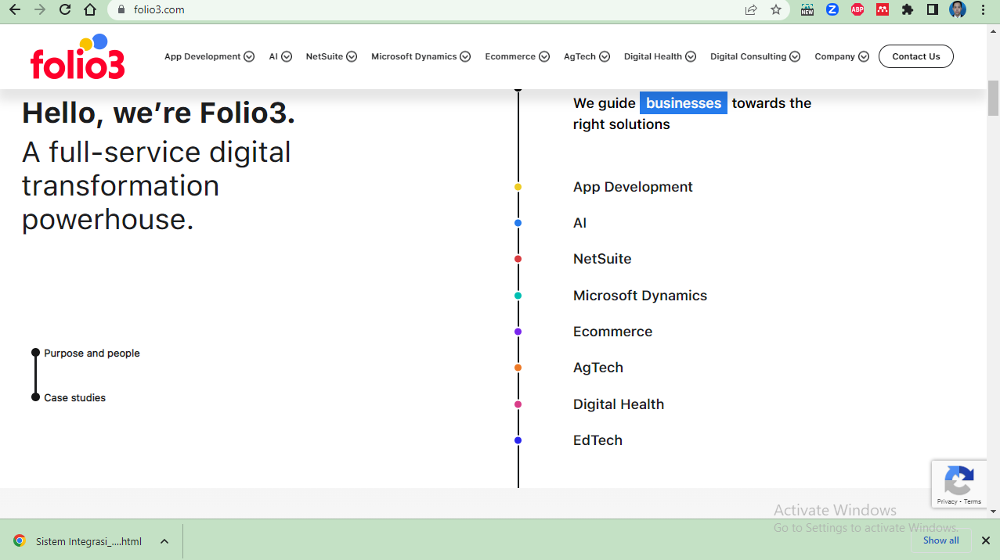 folio3.com
NEW
Z
ABP
folio3
App Development
AI
NetSuite
Microsoft Dynamics
Ecommerce
AgTech
Digital Health
Digital Consulting
Company
Contact Us
Hello, we’re Folio3.
A full-service digital
transformation
powerhouse.
Purpose and people
Case studies
We guide businesses towards the
right solutions
App Development
AI
NetSuite
Microsoft Dynamics
Ecommerce
AgTech
Digital Health
EdTech
Privacy - Terms
Activate Windows
Go to Settings to activate Windows.
Sistem Integrasi_....html
Show all